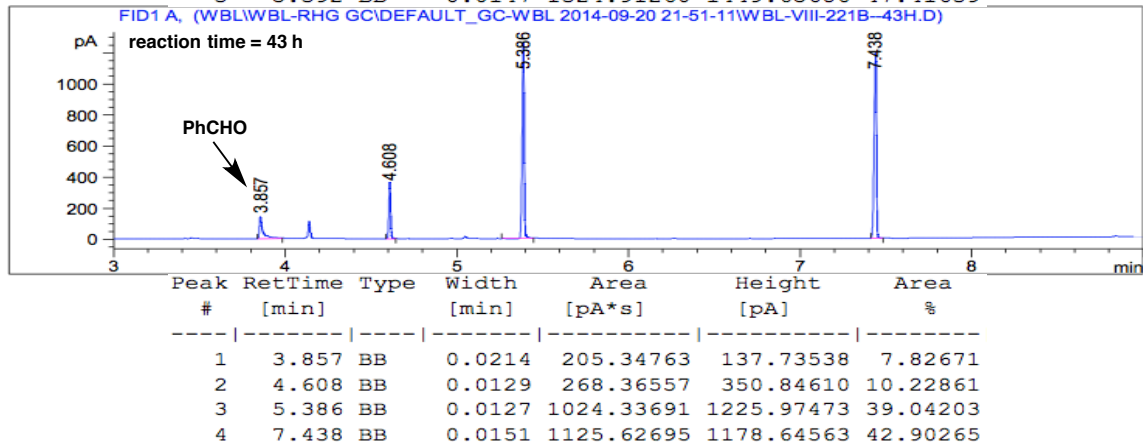 FID1 A, (WBL\WBL-RHG GC\DEFAULT_GC-WBL 2014-09-20 21-51-11\WBL-VIII-221B--43H.D)
pA
reaction time = 43 h
5.386
7.438
1000
800
PhCHO
600
400
4.608
3.857
200
0
3 4 5 6 7 8 min
Peak RetTime Type Width Area Height Area
# [min] [min] [pA*s] [pA] %
----|-------|----|-------|----------|----------|--------|
1 3.857 BB 0.0214 205.34763 137.73538 7.82671
2 4.608 BB 0.0129 268.36557 350.84610 10.22861
3 5.386 BB 0.0127 1024.33691 1225.97473 39.04203
4 7.438 BB 0.0151 1125.62695 1178.64563 42.90265